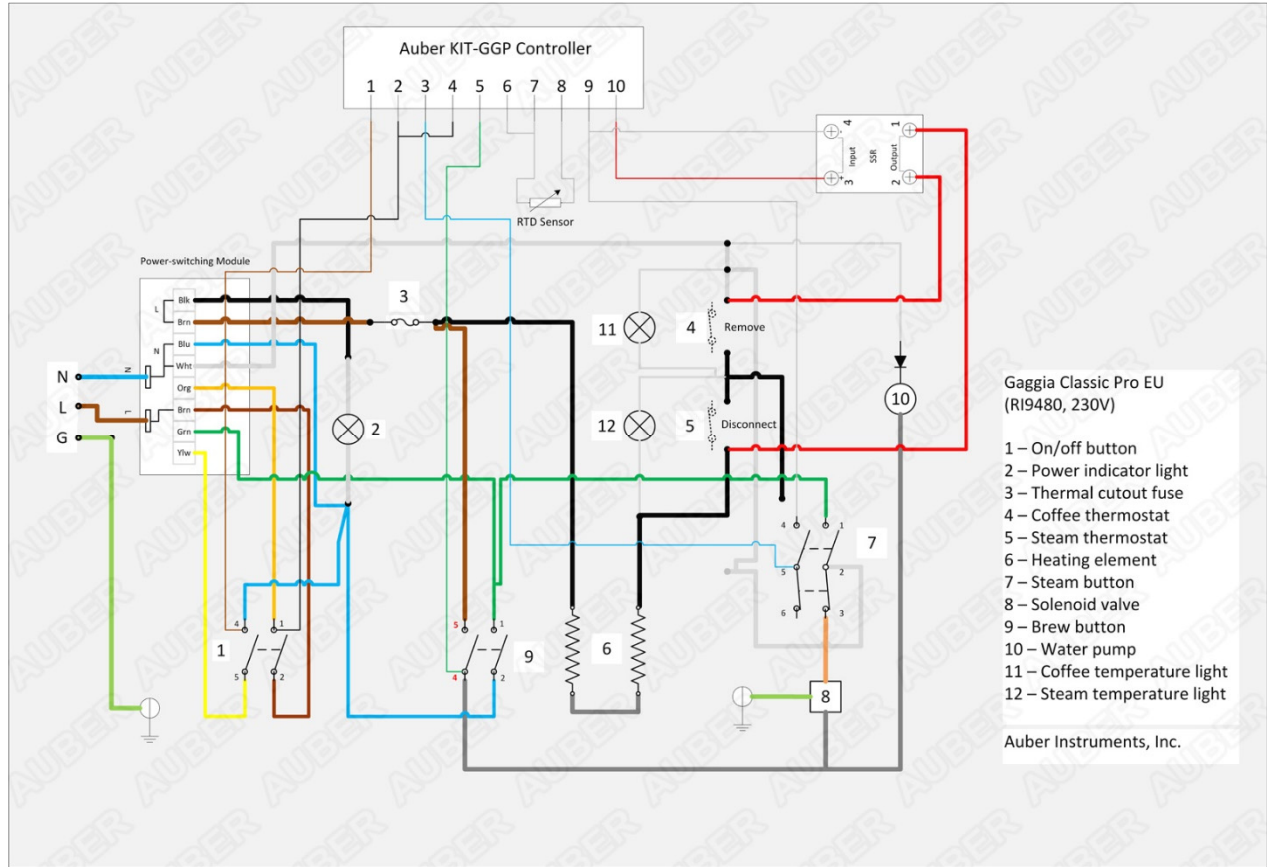 Auber KIT-GGP Controller
1 2 3 4 5 6 7 8 9 10
4 1
- Input SSR Output
+
3 2
RTD Sensor
Power-switching Module
L Blk
Brn
N Blu
Wht
Org
Brn
Grn
Ylw
N N
L L
G
3
11 4 Remove
12 5 Disconnect
2
10
4 1
5 2
6 3
7
4 1
1
5 2
5 1
9
4 2
6
8
Gaggia Classic Pro EU
(RI9480, 230V)
1 – On/off button
2 – Power indicator light
3 – Thermal cutout fuse
4 – Coffee thermostat
5 – Steam thermostat
6 – Heating element
7 – Steam button
8 – Solenoid valve
9 – Brew button
10 – Water pump
11 – Coffee temperature light
12 – Steam temperature light
Auber Instruments, Inc.
AUBER